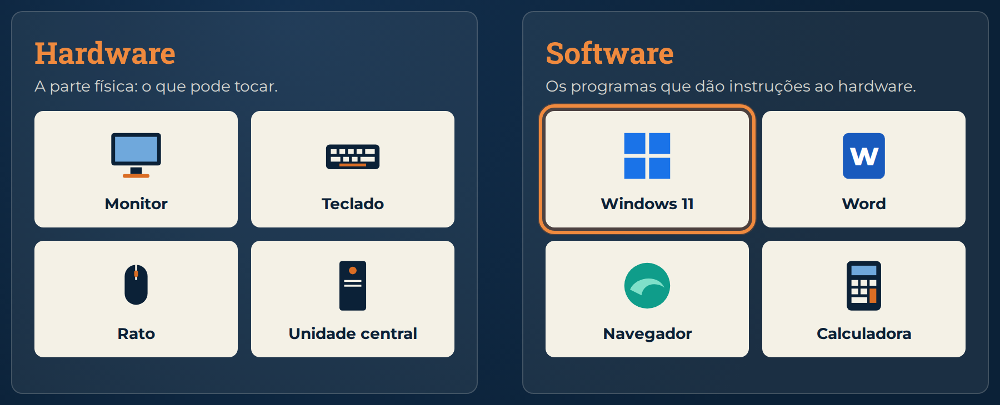 Hardware
A parte física: o que pode tocar.
Monitor
Teclado
Rato
Unidade central
Software
Os programas que dão instruções ao hardware.
Windows 11
W
Word
Navegador
Calculadora